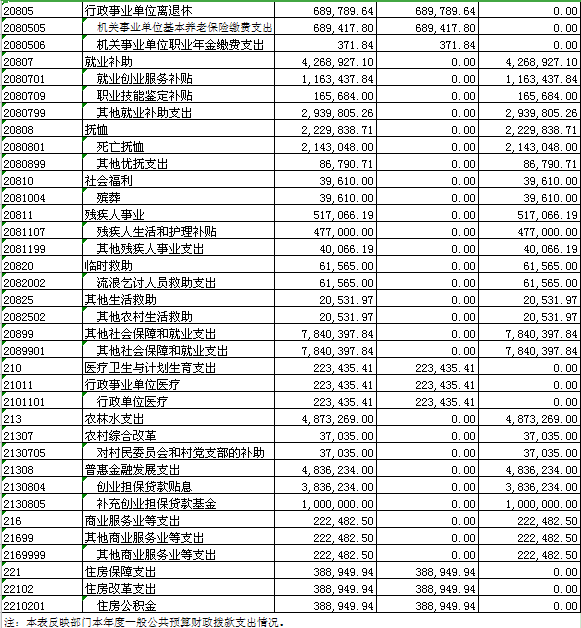 20805 行政事业单位离退休 689,789.64 689,789.64 0.00
2080505 机关事业单位基本养老保险缴费支出 689,417.80 689,417.80 0.00
2080506 机关事业单位职业年金缴费支出 371.84 371.84 0.00
20807 就业补助 4,268,927.10 0.00 4,268,927.10
2080701 就业创业服务补贴 1,163,437.84 0.00 1,163,437.84
2080709 职业技能鉴定补贴 165,684.00 0.00 165,684.00
2080799 其他就业补助支出 2,939,805.26 0.00 2,939,805.26
20808 抚恤 2,229,838.71 0.00 2,229,838.71
2080801 死亡抚恤 2,143,048.00 0.00 2,143,048.00
2080899 其他优抚支出 86,790.71 0.00 86,790.71
20810 社会福利 39,610.00 0.00 39,610.00
2081004 殡葬 39,610.00 0.00 39,610.00
20811 残疾人事业 517,066.19 0.00 517,066.19
2081107 残疾人生活和护理补贴 477,000.00 0.00 477,000.00
2081199 其他残疾人事业支出 40,066.19 0.00 40,066.19
20820 临时救助 61,565.00 0.00 61,565.00
2082002 流浪乞讨人员救助支出 61,565.00 0.00 61,565.00
20825 其他生活救助 20,531.97 0.00 20,531.97
2082502 其他农村生活救助 20,531.97 0.00 20,531.97
20899 其他社会保障和就业支出 7,840,397.84 0.00 7,840,397.84
2089901 其他社会保障和就业支出 7,840,397.84 0.00 7,840,397.84
210 医疗卫生与计划生育支出 223,435.41 223,435.41 0.00
21011 行政事业单位医疗 223,435.41 223,435.41 0.00
2101101 行政单位医疗 223,435.41 223,435.41 0.00
213 农林水支出 4,873,269.00 0.00 4,873,269.00
21307 农村综合改革 37,035.00 0.00 37,035.00
2130705 对村民委员会和村党支部的补助 37,035.00 0.00 37,035.00
21308 普惠金融发展支出 4,836,234.00 0.00 4,836,234.00
2130804 创业担保贷款贴息 3,836,234.00 0.00 3,836,234.00
2130805 补充创业担保贷款基金 1,000,000.00 0.00 1,000,000.00
216 商业服务业等支出 222,482.50 0.00 222,482.50
21699 其他商业服务业等支出 222,482.50 0.00 222,482.50
2169999 其他商业服务业等支出 222,482.50 0.00 222,482.50
221 住房保障支出 388,949.94 388,949.94 0.00
22102 住房改革支出 388,949.94 388,949.94 0.00
2210201 住房公积金 388,949.94 388,949.94 0.00
注：本表反映部门本年度一般公共预算财政拨款支出情况。